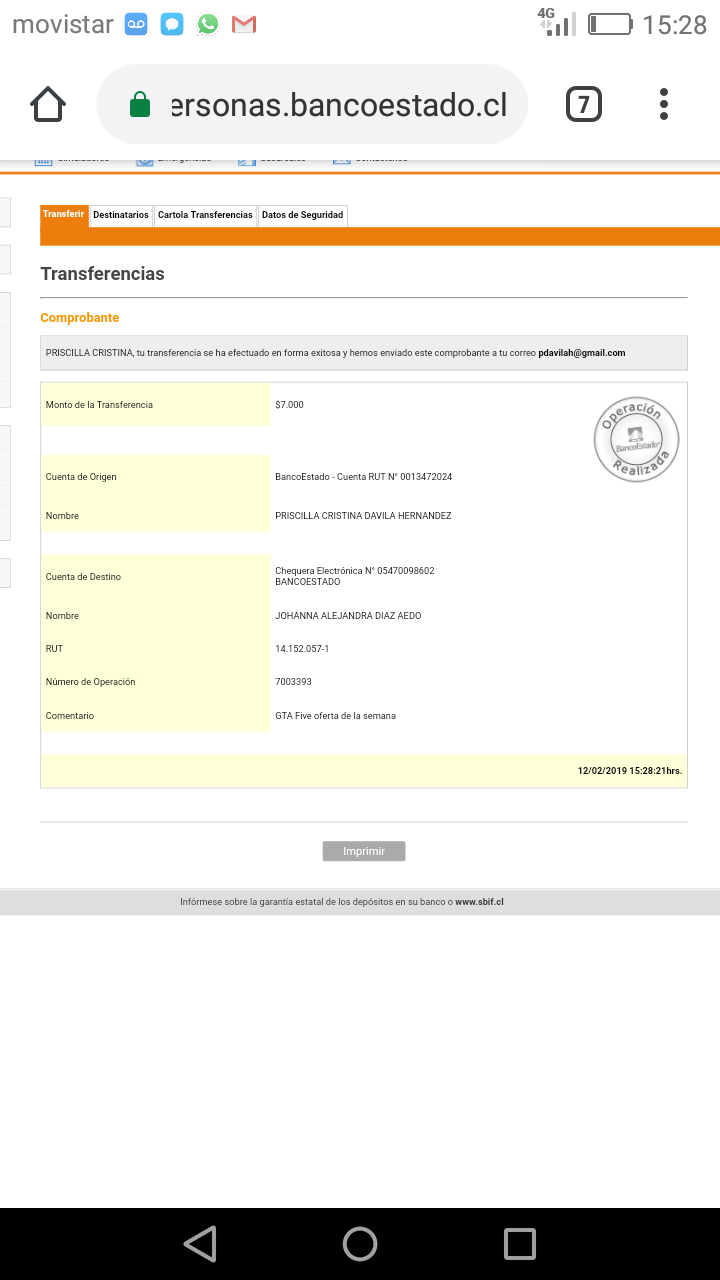 movistar 4G 15:28
ersonas.bancoestado.cl 7
Transferir Destinatarios Cartola Transferencias Datos de Seguridad
Transferencias
Comprobante
PRISCILLA CRISTINA, tu transferencia se ha efectuado en forma exitosa y hemos enviado este comprobante a tu correo pdavilah@gmail.com
Monto de la Transferencia $7.000
Operación
BancoEstado
Realizada
Cuenta de Origen BancoEstado - Cuenta RUT N° 0013472024
Nombre PRISCILLA CRISTINA DAVILA HERNANDEZ
Cuenta de Destino Chequera Electrónica N° 05470098602
BANCOESTADO
Nombre JOHANNA ALEJANDRA DIAZ AEDO
RUT 14.152.057-1
Número de Operación 7003393
Comentario GTA Five oferta de la semana
12/02/2019 15:28:21hrs.
Imprimir
Infórmese sobre la garantía estatal de los depósitos en su banco o www.sbif.cl